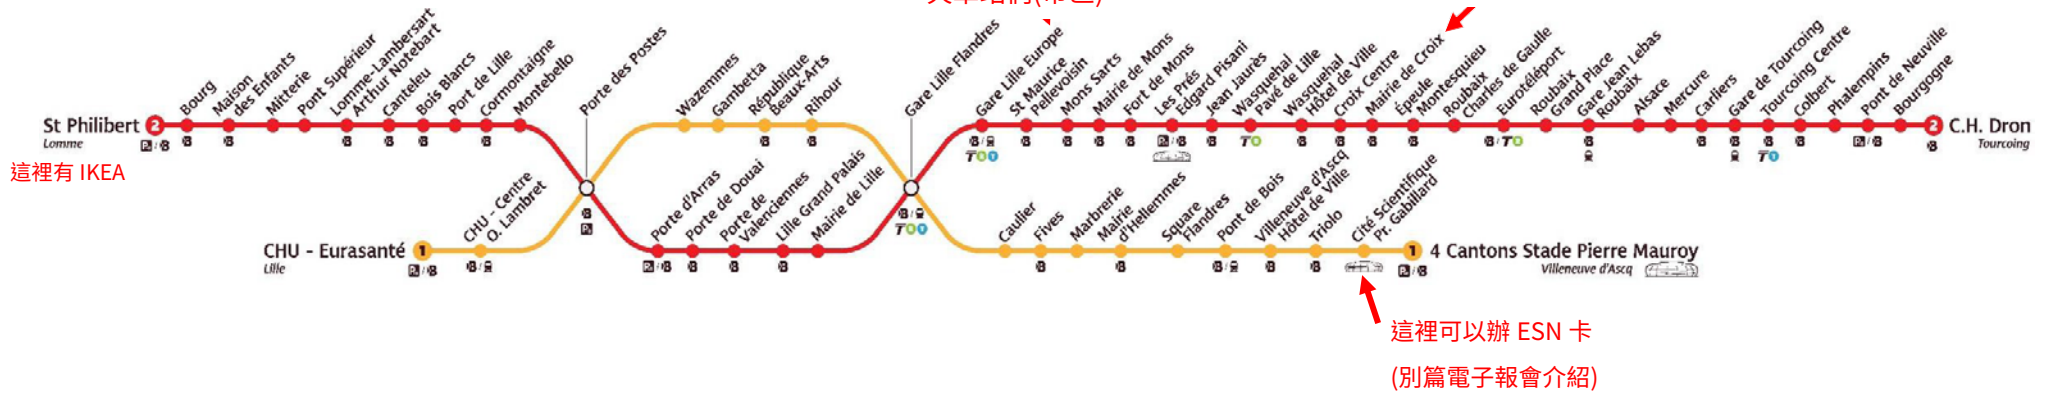 Bourg
Maison
des Enfants
Mitterie
Pont Supérieur
Lomme-Lambersart
Arthur Notebart
Canteleu
Bois Blancs
Port de Lille
Cormontaigne
Montebello
Porte des Postes
Wazemmes
Gambetta
République
Beaux-Arts
Rihour
Gare Lille Flandres
Gare Lille Europe
St Maurice
Pellevoisin
Mons Sarts
Mairie de Mons
Fort de Mons
Les Prés
Edgard Pisani
Jean Jaurès
Wasquehal
Pavé de Lille
Wasquehal
Hôtel de Ville
Croix Centre
Mairie de Croix
Épeule
Montesquieu
Roubaix
Charles de Gaulle
Eurotéléport
Roubaix
Grand Place
Gare Jean Lebas
Roubaix
Alsace
Mercure
Carliers
Gare de Tourcoing
Tourcoing Centre
Colbert
Phalempins
Pont de Neuville
Bourgogne
St Philibert 2
Lomme
2 C.H. Dron
Tourcoing
這裡有 IKEA
CHU - Centre
O. Lambret
Porte d'Arras
Porte de Douai
Porte de
Valenciennes
Lille Grand Palais
Mairie de Lille
Caulier
Fives
Marbrerie
Mairie
d'Hellemmes
Square
Flandres
Pont de Bois
Villeneuve d'Ascq
Hôtel de Ville
Triolo
Cité Scientifique
Pr. Gabillard
CHU - Eurasanté 1
Lille
1 4 Cantons Stade Pierre Mauroy
Villeneuve d'Ascq
這裡可以辦 ESN 卡
(別篇電子報會介紹)